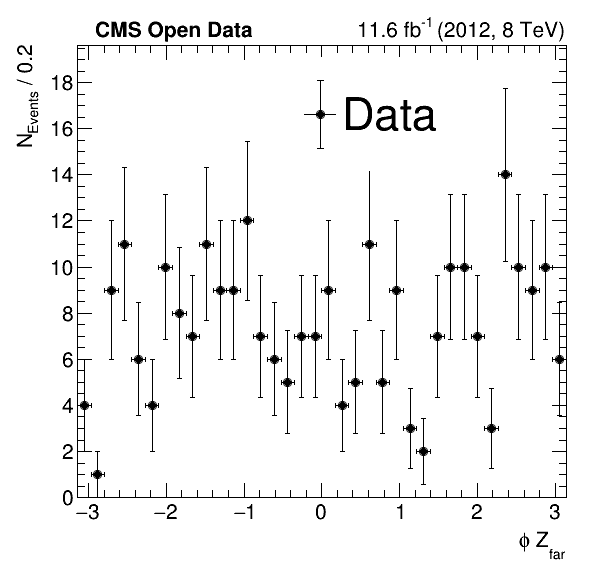 CMS Open Data 11.6 fb⁻¹ (2012, 8 TeV)
N_Events / 0.2
Data
18
16
14
12
10
8
6
4
2
0
−3 −2 −1 0 1 2 3
ϕ Z_far